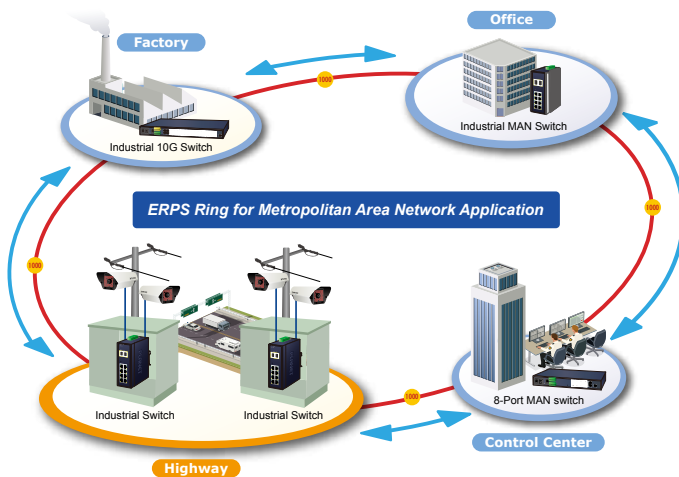 Office
Factory
1000
Industrial MAN Switch
Industrial 10G Switch
ERPS Ring for Metropolitan Area Network Application
1000
1000
8-Port MAN switch
1000
Industrial Switch
Industrial Switch
Control Center
Highway